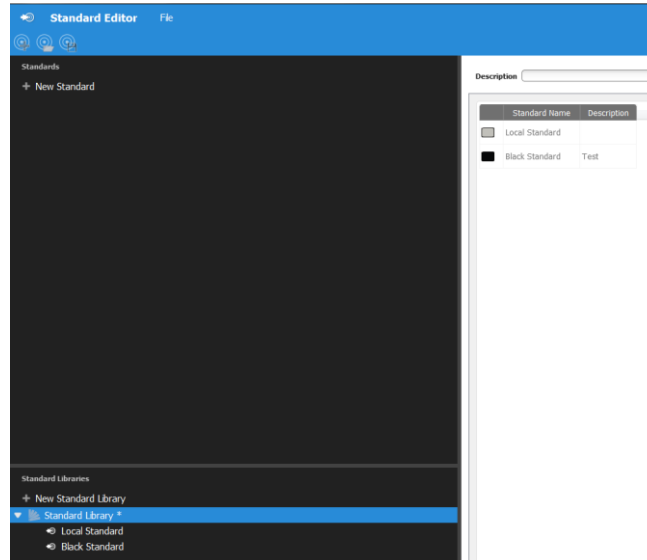 Standard Editor File
Standards
+ New Standard
Description
Standard Name Description
Local Standard
Black Standard Test
Standard Libraries
+ New Standard Library
Standard Library *
Local Standard
Black Standard